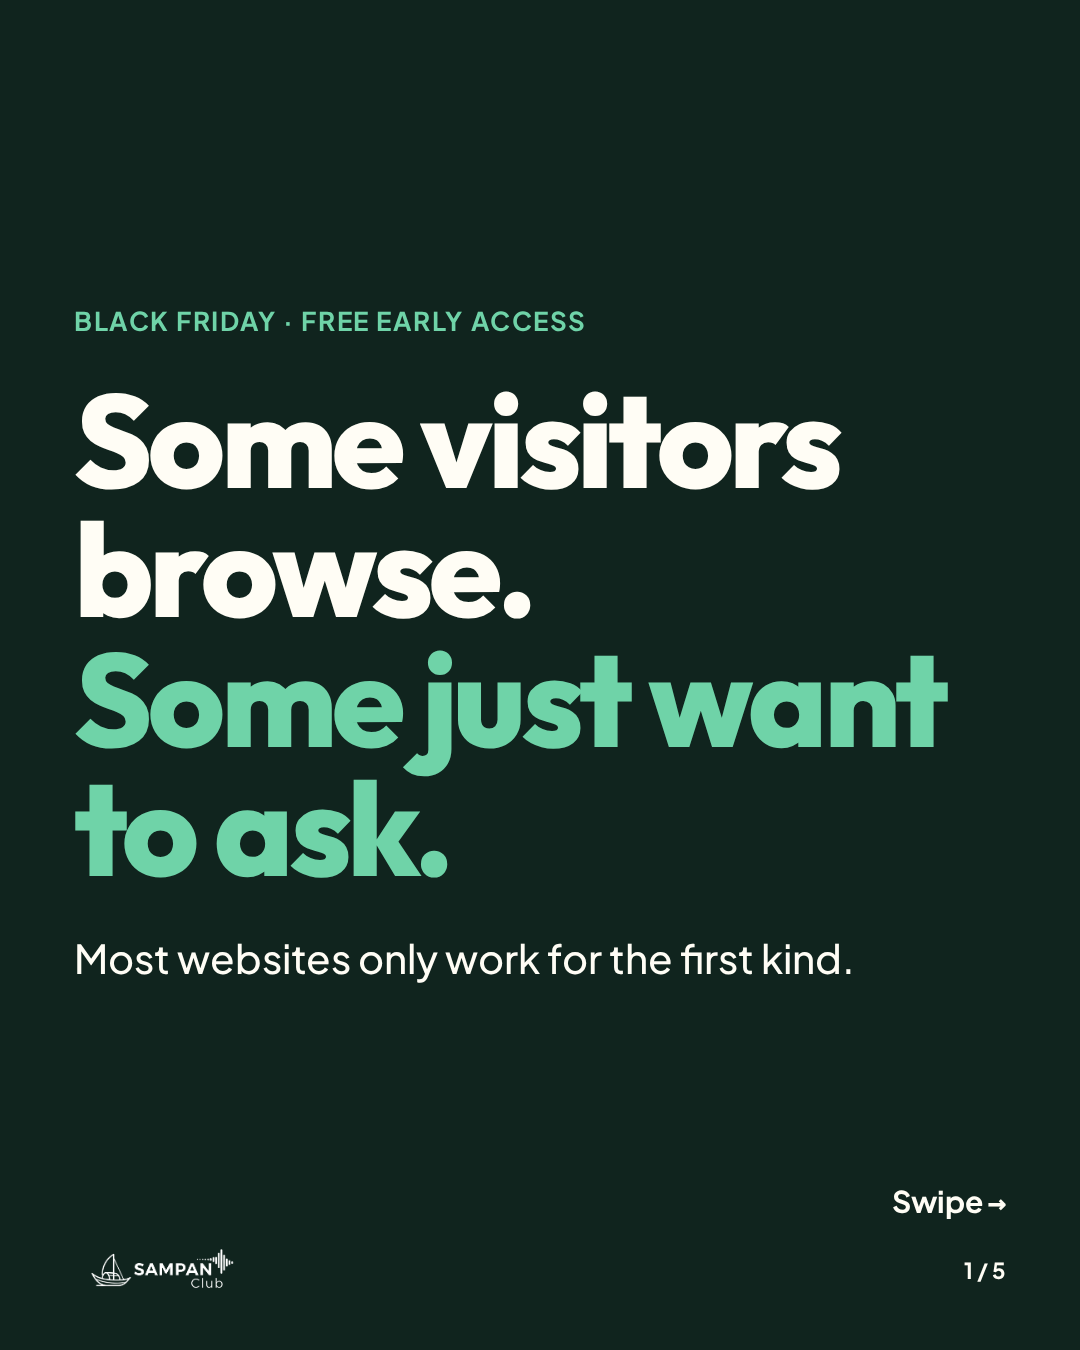 BLACK FRIDAY · FREE EARLY ACCESS
Some visitors
browse.
Some just want
to ask.
Most websites only work for the first kind.
Swipe→
SAMPAN
Club
1 / 5